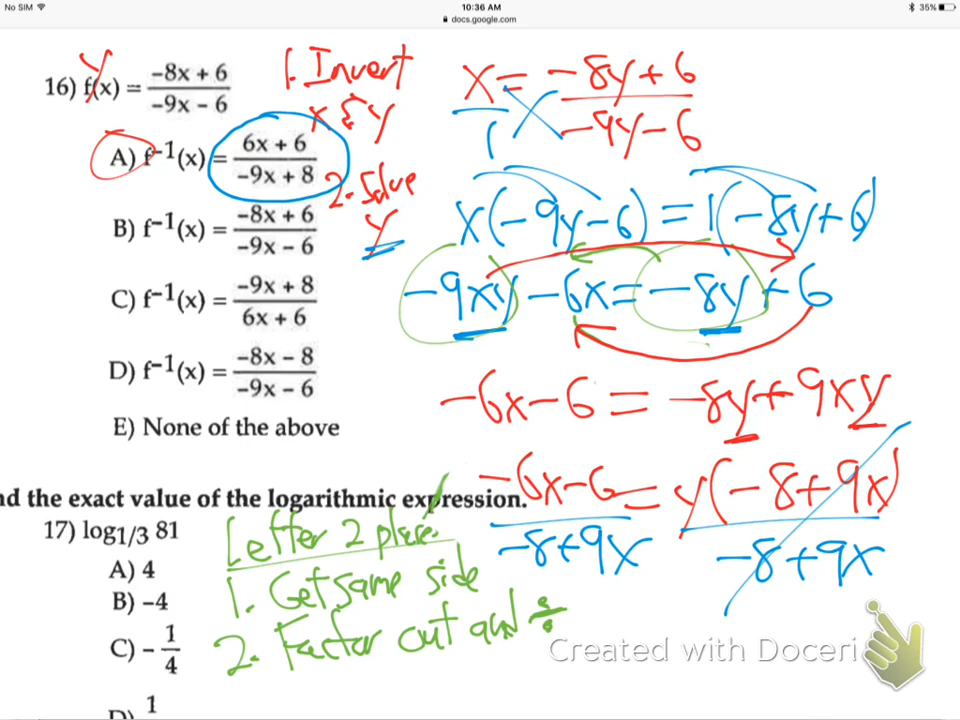 No SIM 10:36 AM 35%
docs.google.com
16) f(x) = (-8x + 6)/(-9x - 6)
y
1. Invert
x & y
2. Solve
y
A) f⁻¹(x) = (6x + 6)/(-9x + 8)
B) f⁻¹(x) = (-8x + 6)/(-9x - 6)
C) f⁻¹(x) = (-9x + 8)/(6x + 6)
D) f⁻¹(x) = (-8x - 8)/(-9x - 6)
E) None of the above
x/1 = (-8y + 6)/(-9y - 6)
x(-9y - 6) = 1(-8y + 6)
-9xy - 6x = -8y + 6
-6x - 6 = -8y + 9xy
(-6x - 6)/(-8 + 9x) = y(-8 + 9x)/(-8 + 9x)
nd the exact value of the logarithmic expression.
17) log1/3 81
A) 4
B) -4
C) -1/4
D) 1
Letter 2 places
1. Get same side
2. Factor out and ÷
Created with Doceri